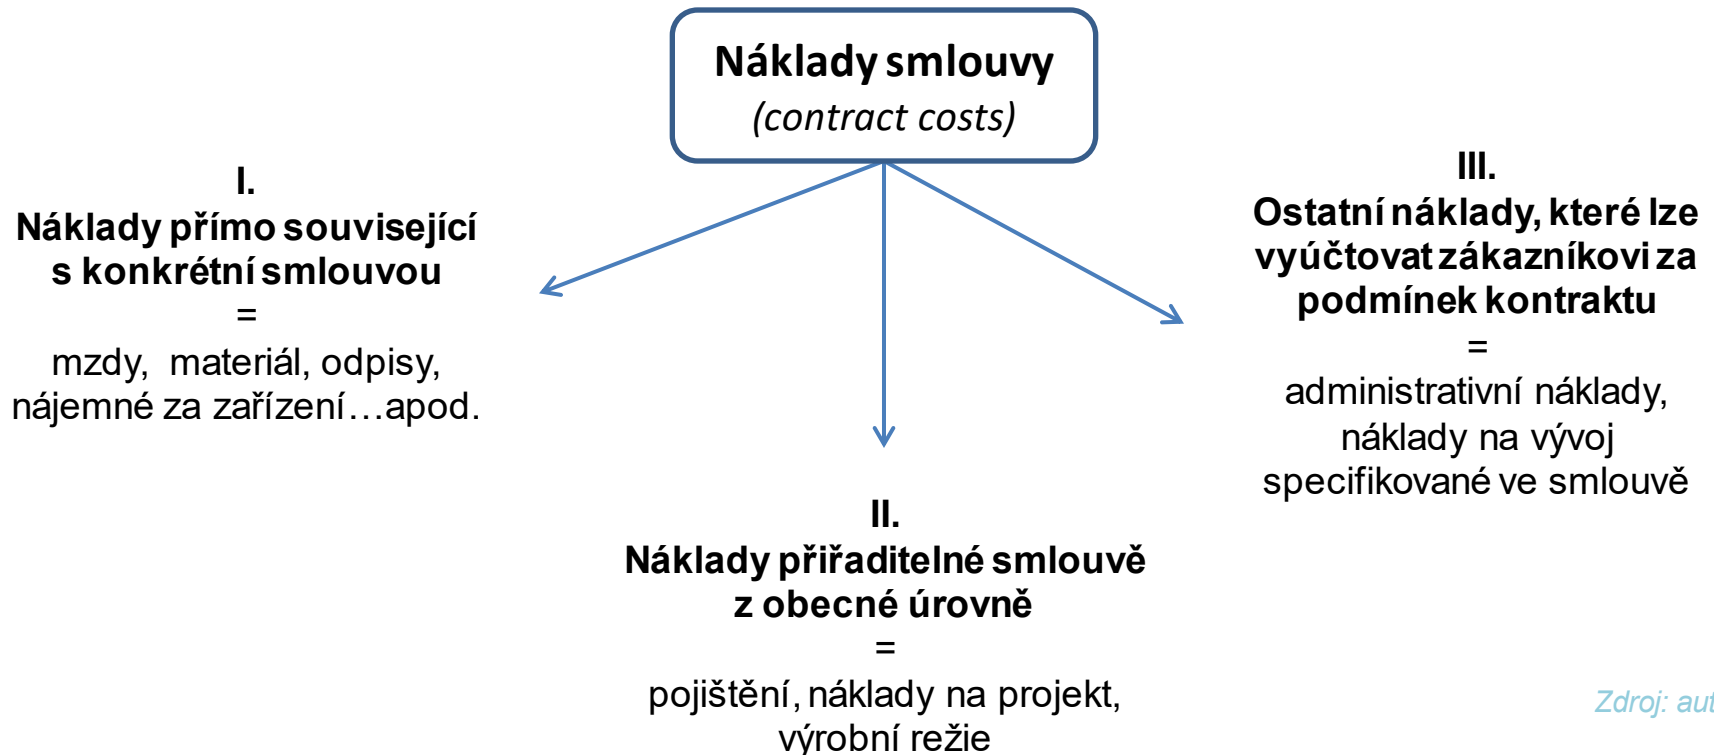 Náklady smlouvy
(contract costs)
I.
Náklady přímo související
s konkrétní smlouvou
=
mzdy, materiál, odpisy,
nájemné za zařízení…apod.
II.
Náklady přiřaditelné smlouvě
z obecné úrovně
=
pojištění, náklady na projekt,
výrobní režie
III.
Ostatní náklady, které lze
vyúčtovat zákazníkovi za
podmínek kontraktu
=
administrativní náklady,
náklady na vývoj
specifikované ve smlouvě
Zdroj: